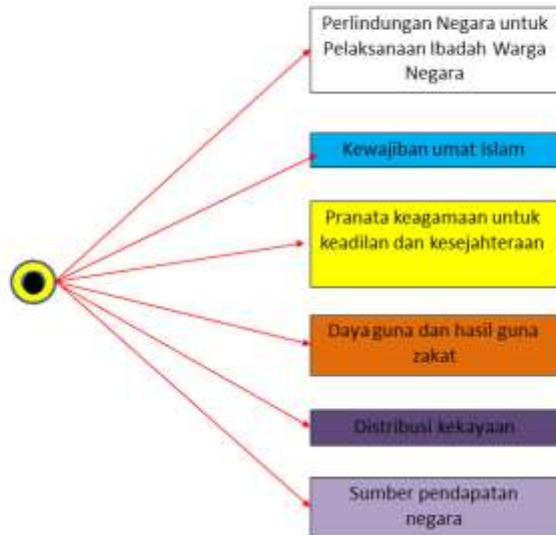 Perlindungan Negara untuk
Pelaksanaan Ibadah Warga
Negara
Kewajiban umat Islam
Pranata keagamaan untuk
keadilan dan kesejahteraan
Daya guna dan hasil guna
zakat
Distribusi kekayaan
Sumber pendapatan
negara